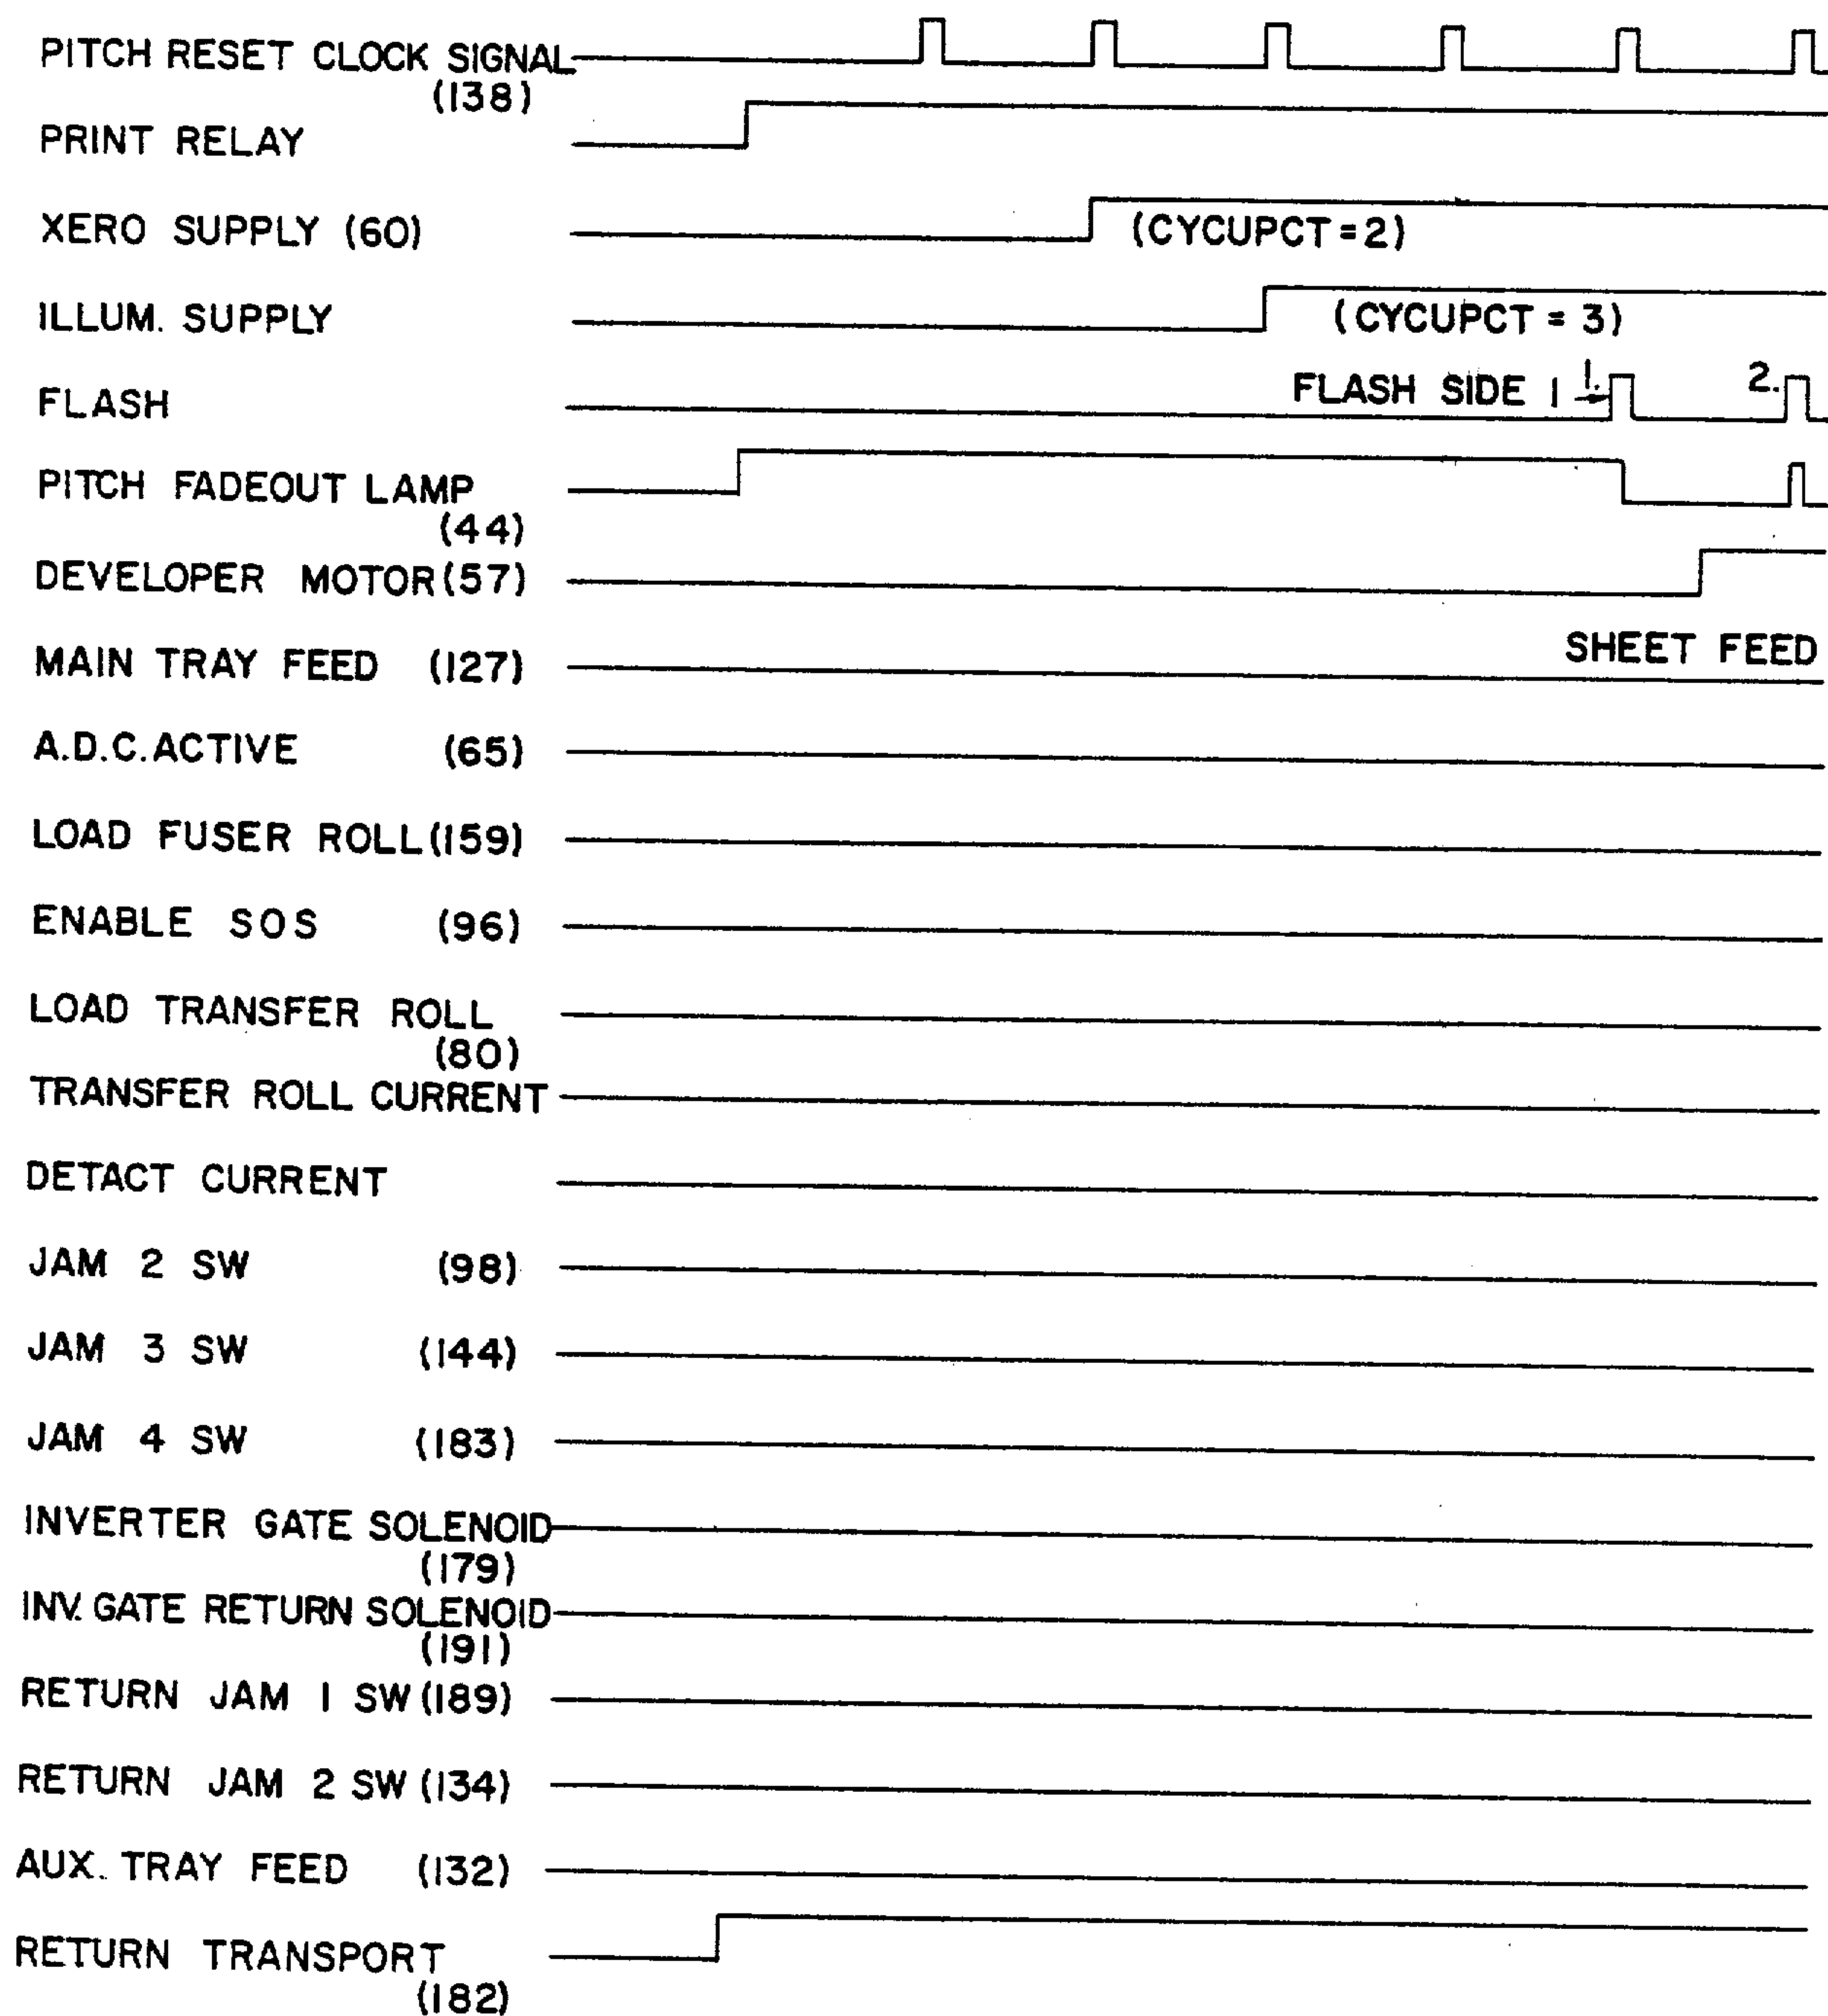 PITCH RESET CLOCK SIGNAL
(138)
PRINT RELAY
XERO SUPPLY (60)
(CYCUPCT = 2)
ILLUM. SUPPLY
(CYCUPCT = 3)
FLASH
FLASH SIDE 1
1.
2.
PITCH FADEOUT LAMP
(44)
DEVELOPER MOTOR (57)
MAIN TRAY FEED (127)
SHEET FEED
A.D.C. ACTIVE (65)
LOAD FUSER ROLL (159)
ENABLE SOS (96)
LOAD TRANSFER ROLL
(80)
TRANSFER ROLL CURRENT
DETACT CURRENT
JAM 2 SW (98)
JAM 3 SW (144)
JAM 4 SW (183)
INVERTER GATE SOLENOID
(179)
INV. GATE RETURN SOLENOID
(191)
RETURN JAM 1 SW (189)
RETURN JAM 2 SW (134)
AUX. TRAY FEED (132)
RETURN TRANSPORT
(182)